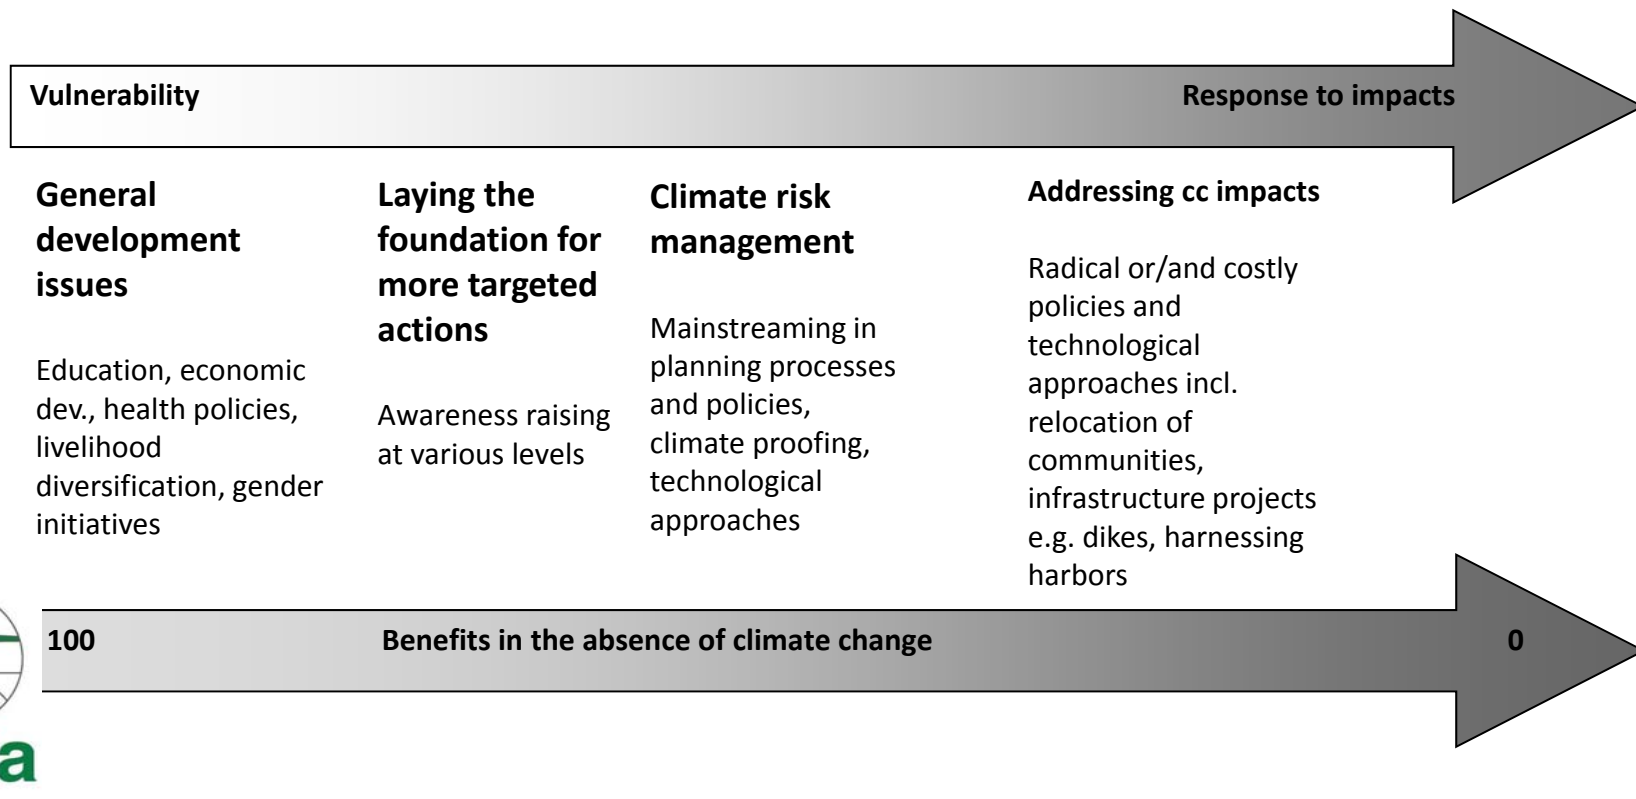 Vulnerability
Response to impacts
General
development
issues
Education, economic
dev., health policies,
livelihood
diversification, gender
initiatives
Laying the
foundation for
more targeted
actions
Awareness raising
at various levels
Climate risk
management
Mainstreaming in
planning processes
and policies,
climate proofing,
technological
approaches
Addressing cc impacts
Radical or/and costly
policies and
technological
approaches incl.
relocation of
communities,
infrastructure projects
e.g. dikes, harnessing
harbors
100
Benefits in the absence of climate change
0
a